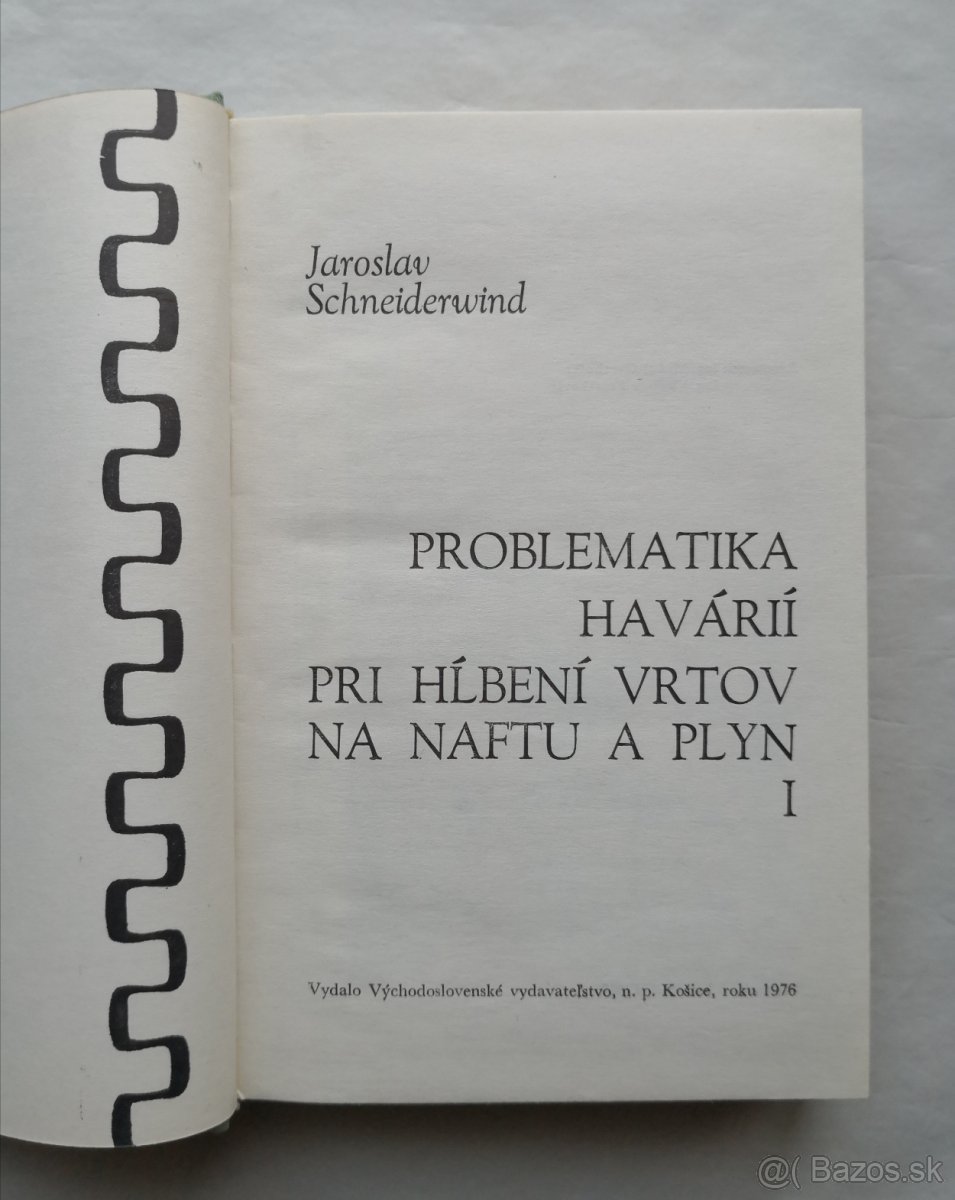 Jaroslav
Schneiderwind
PROBLEMATIKA
HAVÁRIÍ
PRI HĹBENÍ VRTOV
NA NAFTU A PLYN
I
Vydalo Východoslovenské vydavateľstvo, n. p. Košice, roku 1976
@( Bazos.sk